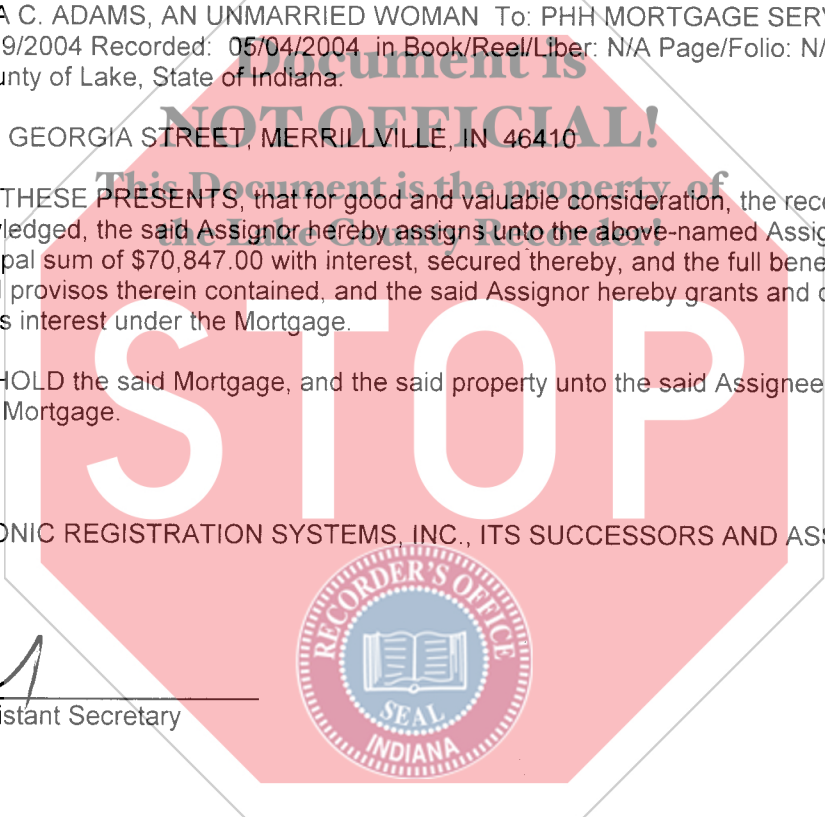 A C. ADAMS, AN UNMARRIED WOMAN To: PHH MORTGAGE SER
9/2004 Recorded: 05/04/2004 in Book/Reel/Liber: N/A Page/Folio: N/
unty of Lake, State of Indiana.
Document is
NOT OFFICIAL!
GEORGIA STREET, MERRILLVILLE, IN 46410
This Document is the property of
the Lake County Recorder!
THESE PRESENTS, that for good and valuable consideration, the rec
ledged, the said Assignor hereby assigns unto the above-named Assig
pal sum of $70,847.00 with interest, secured thereby, and the full bene
provisos therein contained, and the said Assignor hereby grants and
s interest under the Mortgage.
STOP
HOLD the said Mortgage, and the said property unto the said Assignee
Mortgage.
ONIC REGISTRATION SYSTEMS, INC., ITS SUCCESSORS AND ASS
RECORDER'S OFFICE
SEAL
INDIANA
istant Secretary